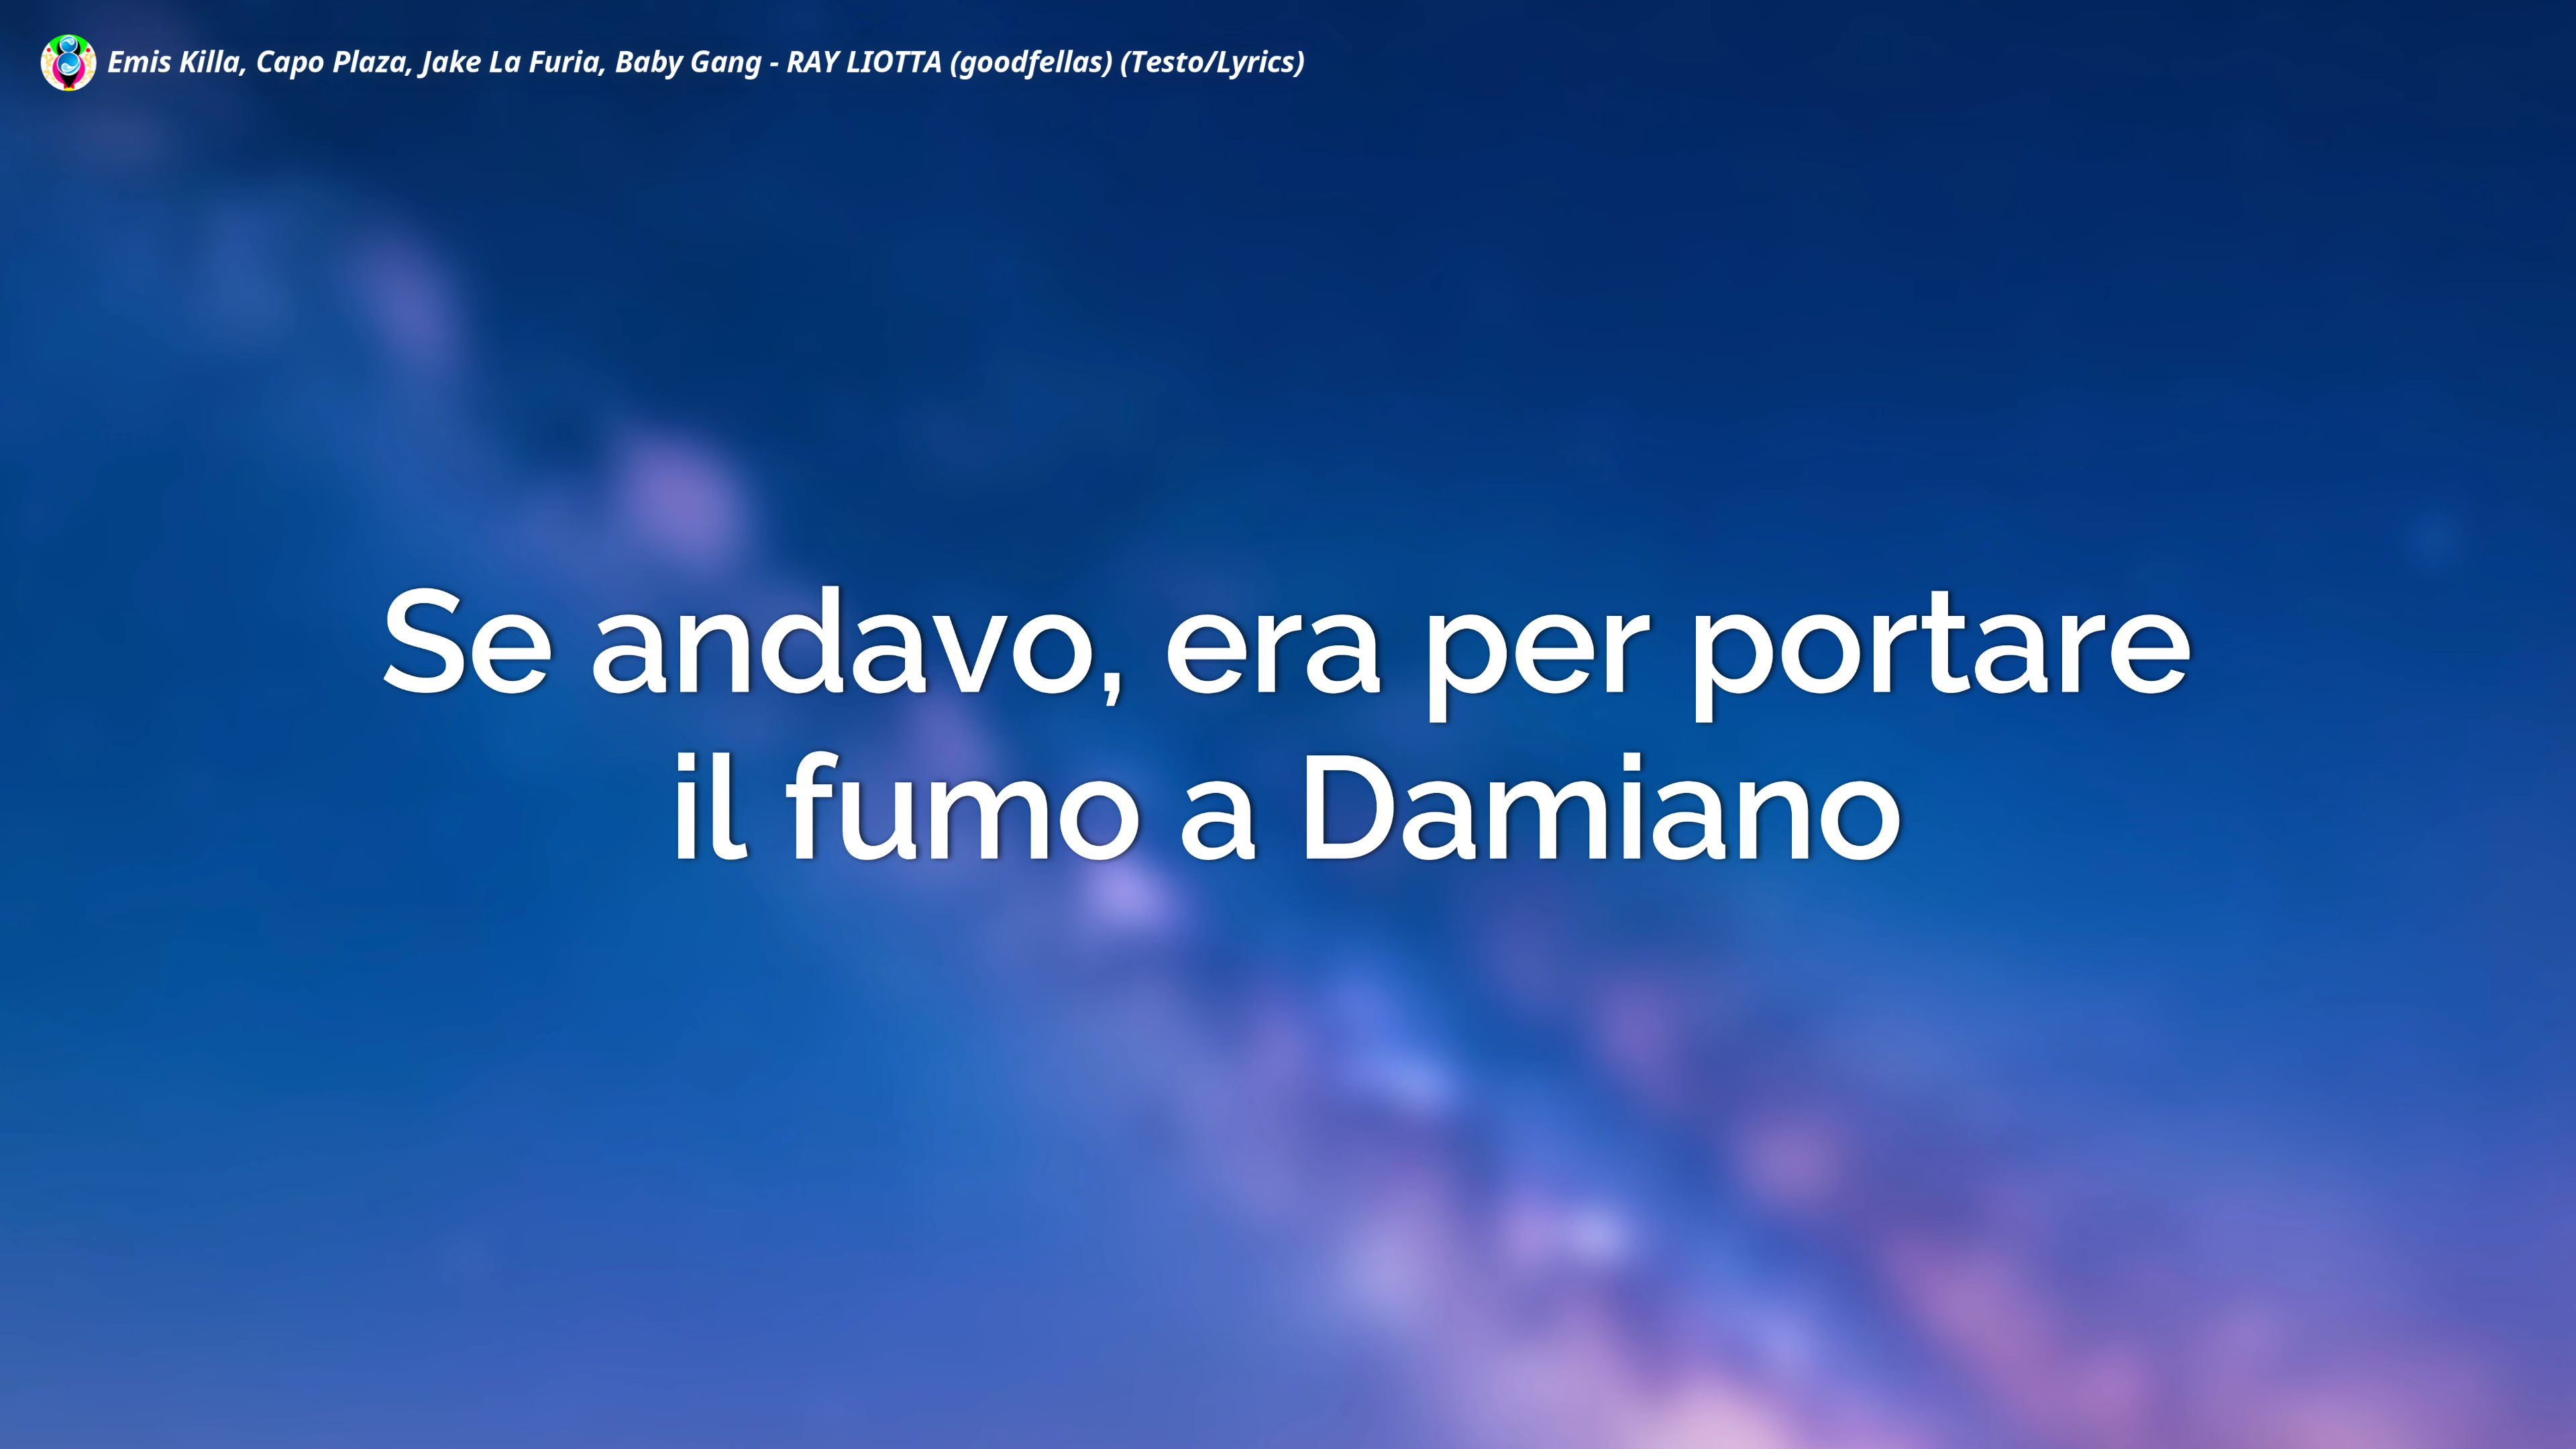 Emis Killa, Capo Plaza, Jake La Furia, Baby Gang - RAY LIOTTA (goodfellas) (Testo/Lyrics)
Se andavo, era per portare
il fumo a Damiano